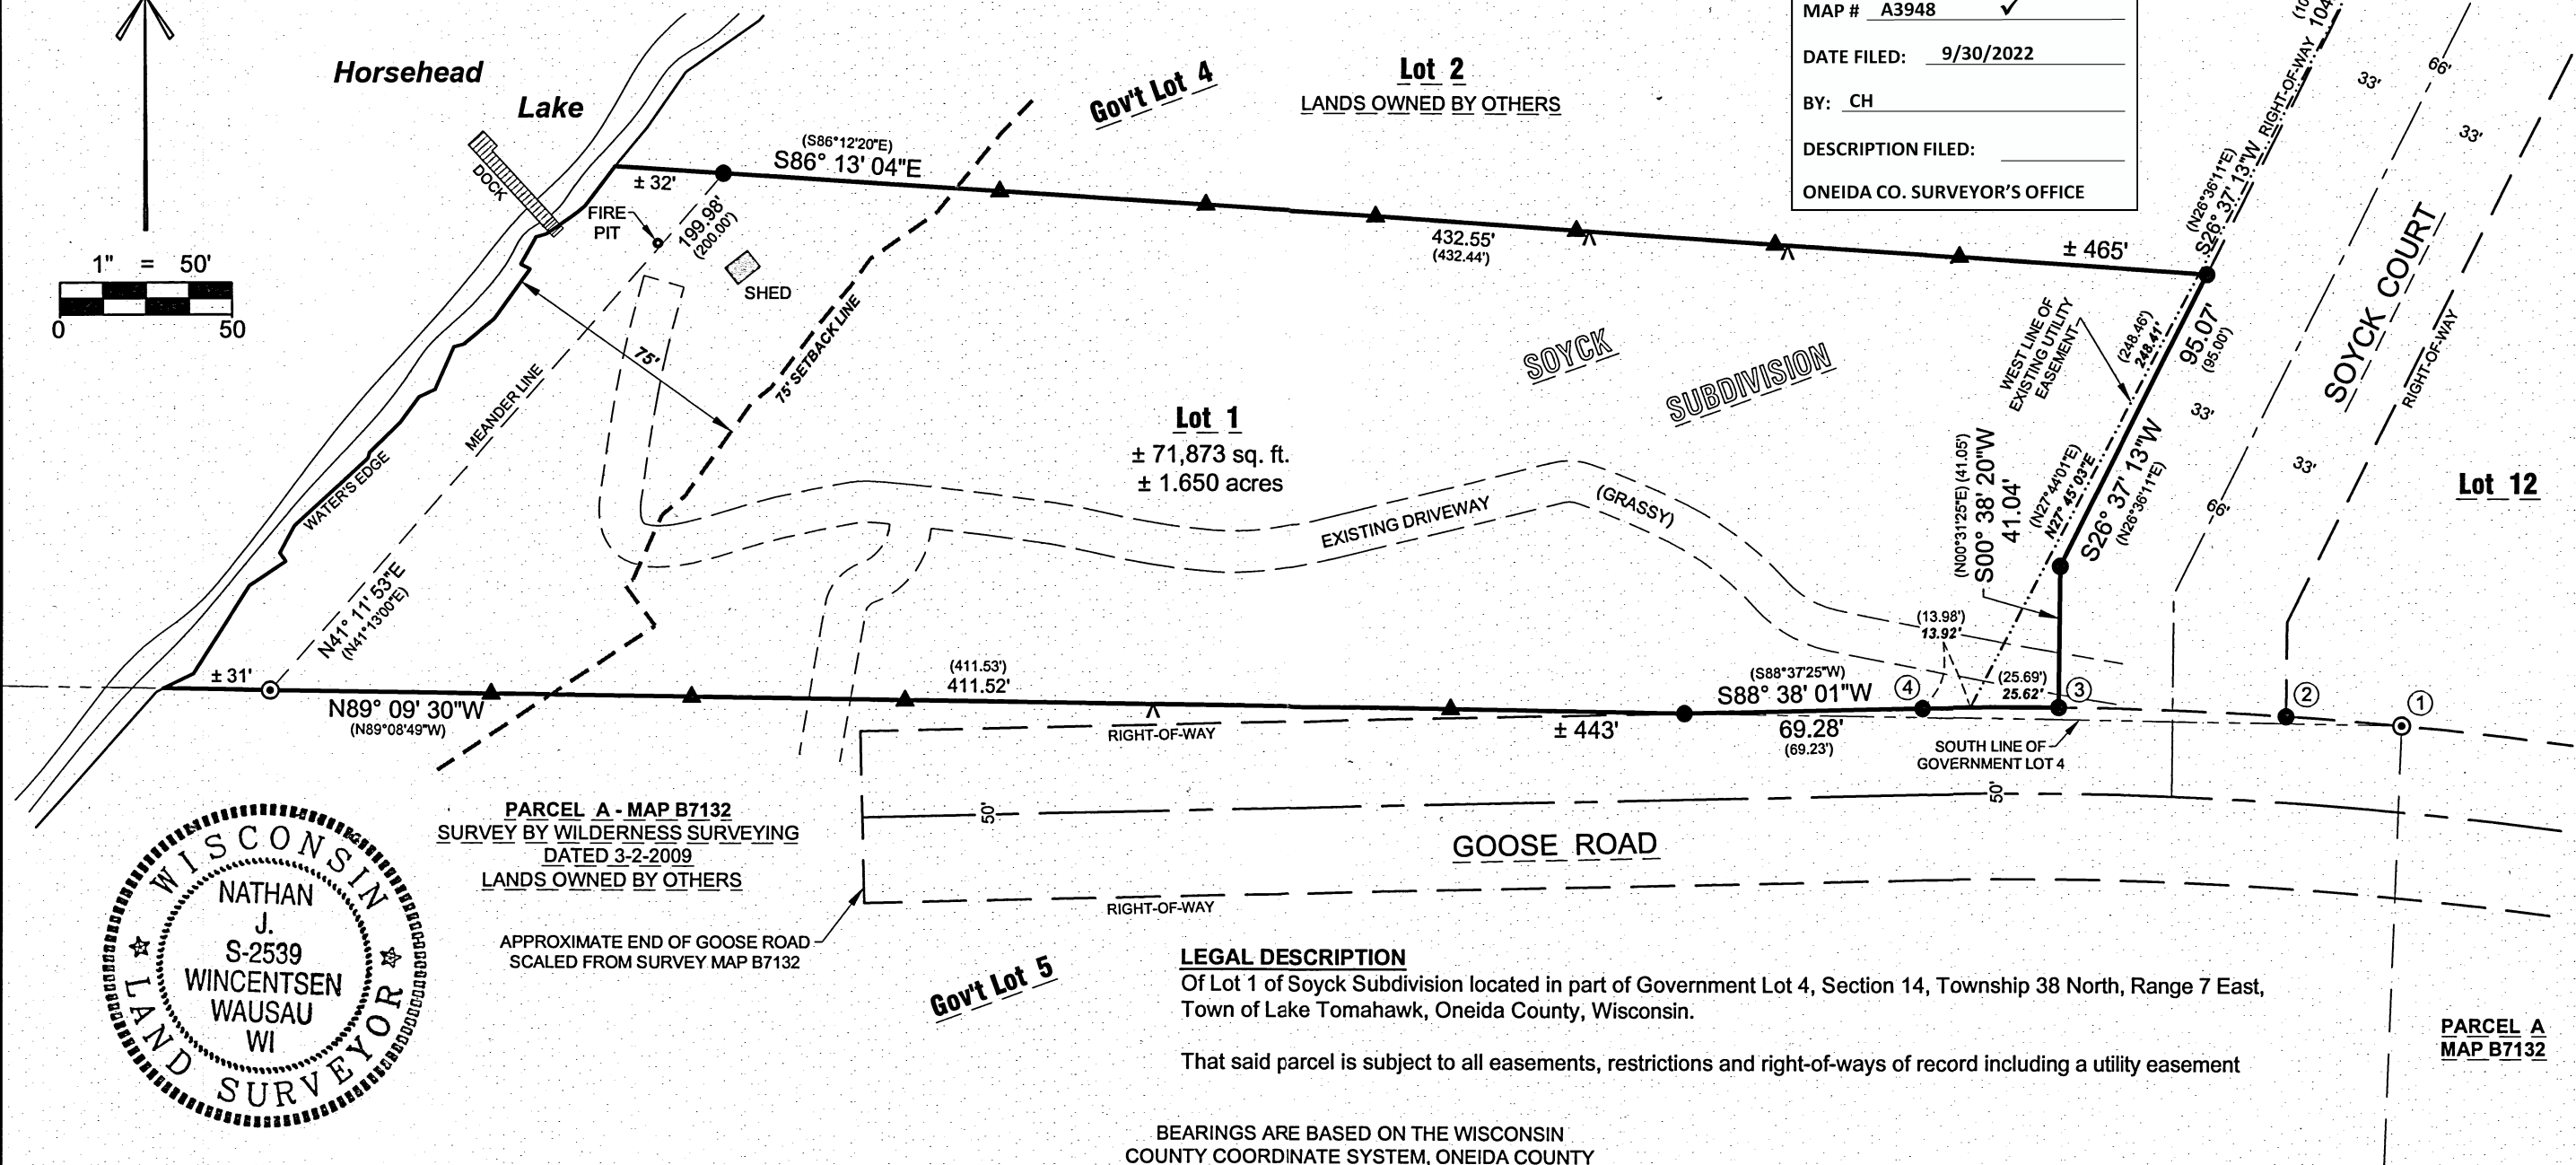 Horsehead
Lake
MAP # A3948 ✓
DATE FILED: 9/30/2022
BY: CH
DESCRIPTION FILED:
ONEIDA CO. SURVEYOR'S OFFICE
Gov't Lot 4
Lot 2
LANDS OWNED BY OTHERS
1" = 50'
0 50
DOCK
± 32'
FIRE
PIT
199.98'
(200.00')
SHED
(S86°12'20"E)
S86° 13' 04"E
432.55'
(432.44')
± 465'
(N26°36'11"E)
S26° 37' 13"W
RIGHT-OF-WAY
33'
66'
33'
SOYCK COURT
RIGHT-OF-WAY
33'
33'
66'
Lot 12
75'
75' SETBACK LINE
MEANDER LINE
WATER'S EDGE
N41° 11' 53"E
(N41°13'00"E)
SOYCK
SUBDIVISION
Lot 1
± 71,873 sq. ft.
± 1.650 acres
EXISTING DRIVEWAY
(GRASSY)
WEST LINE OF
EXISTING UTILITY
EASEMENT
(248.46')
248.41'
95.07'
(95.00')
(N27°44'01"E)
N27° 45' 03"E
S26° 37' 13"W
(N26°36'11"E)
(N00°31'25"E) (41.05')
S00° 38' 20"W
41.04'
(13.98')
13.92'
(25.69')
25.62'
± 31'
N89° 09' 30"W
(N89°08'49"W)
(411.53')
411.52'
RIGHT-OF-WAY
± 443'
(S88°37'25"W)
S88° 38' 01"W
69.28'
(69.23')
④
③
②
①
SOUTH LINE OF
GOVERNMENT LOT 4
50'
50'
GOOSE ROAD
RIGHT-OF-WAY
PARCEL A - MAP B7132
SURVEY BY WILDERNESS SURVEYING
DATED 3-2-2009
LANDS OWNED BY OTHERS
APPROXIMATE END OF GOOSE ROAD
SCALED FROM SURVEY MAP B7132
WISCONSIN
NATHAN
J.
S-2539
WINCENTSEN
WAUSAU
WI
LAND SURVEYOR
Gov't Lot 5
LEGAL DESCRIPTION
Of Lot 1 of Soyck Subdivision located in part of Government Lot 4, Section 14, Township 38 North, Range 7 East,
Town of Lake Tomahawk, Oneida County, Wisconsin.
That said parcel is subject to all easements, restrictions and right-of-ways of record including a utility easement
PARCEL A
MAP B7132
BEARINGS ARE BASED ON THE WISCONSIN
COUNTY COORDINATE SYSTEM, ONEIDA COUNTY